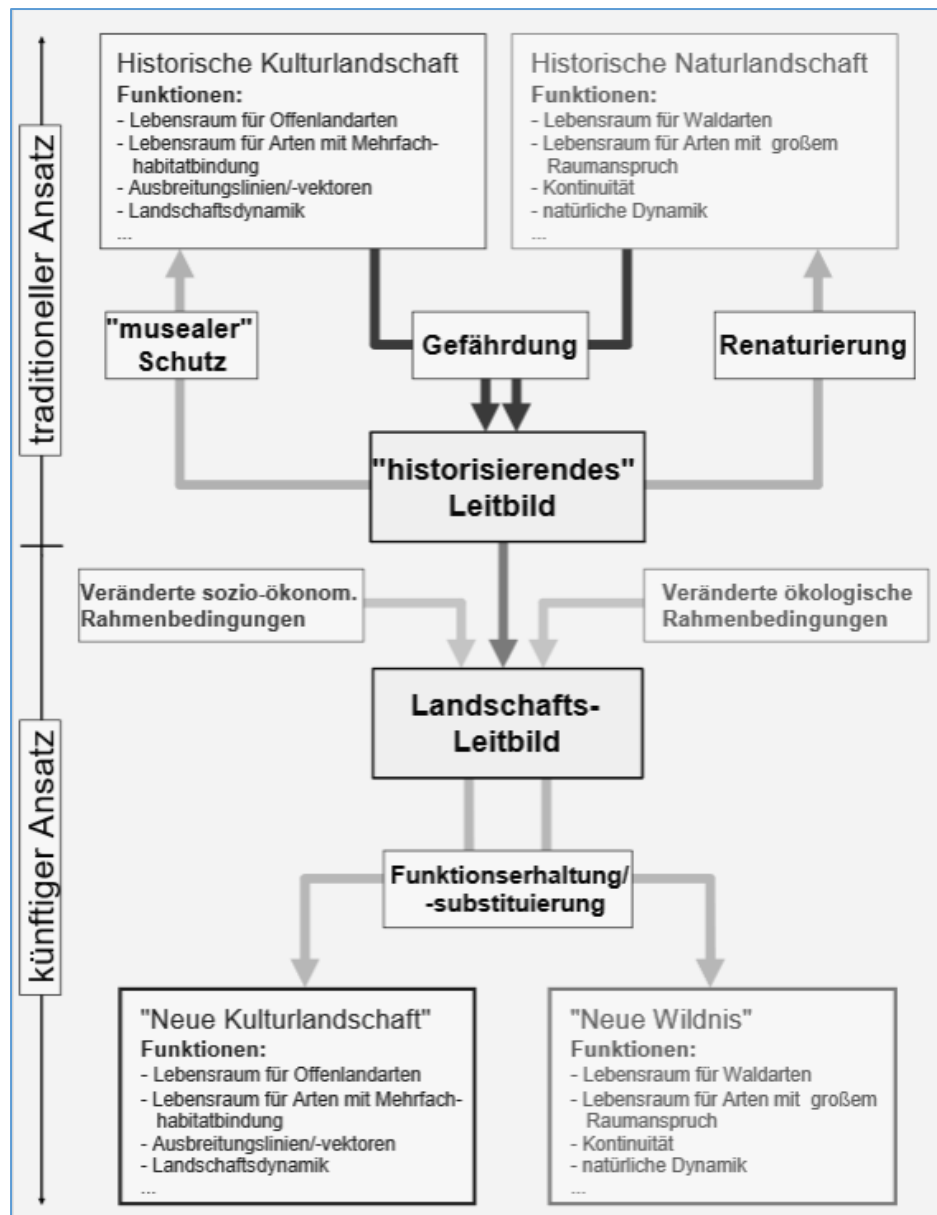 traditioneller Ansatz
Historische Kulturlandschaft
Funktionen:
- Lebensraum für Offenlandarten
- Lebensraum für Arten mit Mehrfach-
habitatbindung
- Ausbreitungslinien/-vektoren
- Landschaftsdynamik
...
Historische Naturlandschaft
Funktionen:
- Lebensraum für Waldarten
- Lebensraum für Arten mit großem
Raumanspruch
- Kontinuität
- natürliche Dynamik
...
"musealer"
Schutz
Gefährdung
Renaturierung
"historisierendes"
Leitbild
künftiger Ansatz
Veränderte sozio-ökonom.
Rahmenbedingungen
Veränderte ökologische
Rahmenbedingungen
Landschafts-
Leitbild
Funktionserhaltung/
-substituierung
"Neue Kulturlandschaft"
Funktionen:
- Lebensraum für Offenlandarten
- Lebensraum für Arten mit Mehrfach-
habitatbindung
- Ausbreitungslinien/-vektoren
- Landschaftsdynamik
...
"Neue Wildnis"
Funktionen:
- Lebensraum für Waldarten
- Lebensraum für Arten mit großem
Raumanspruch
- Kontinuität
- natürliche Dynamik
...